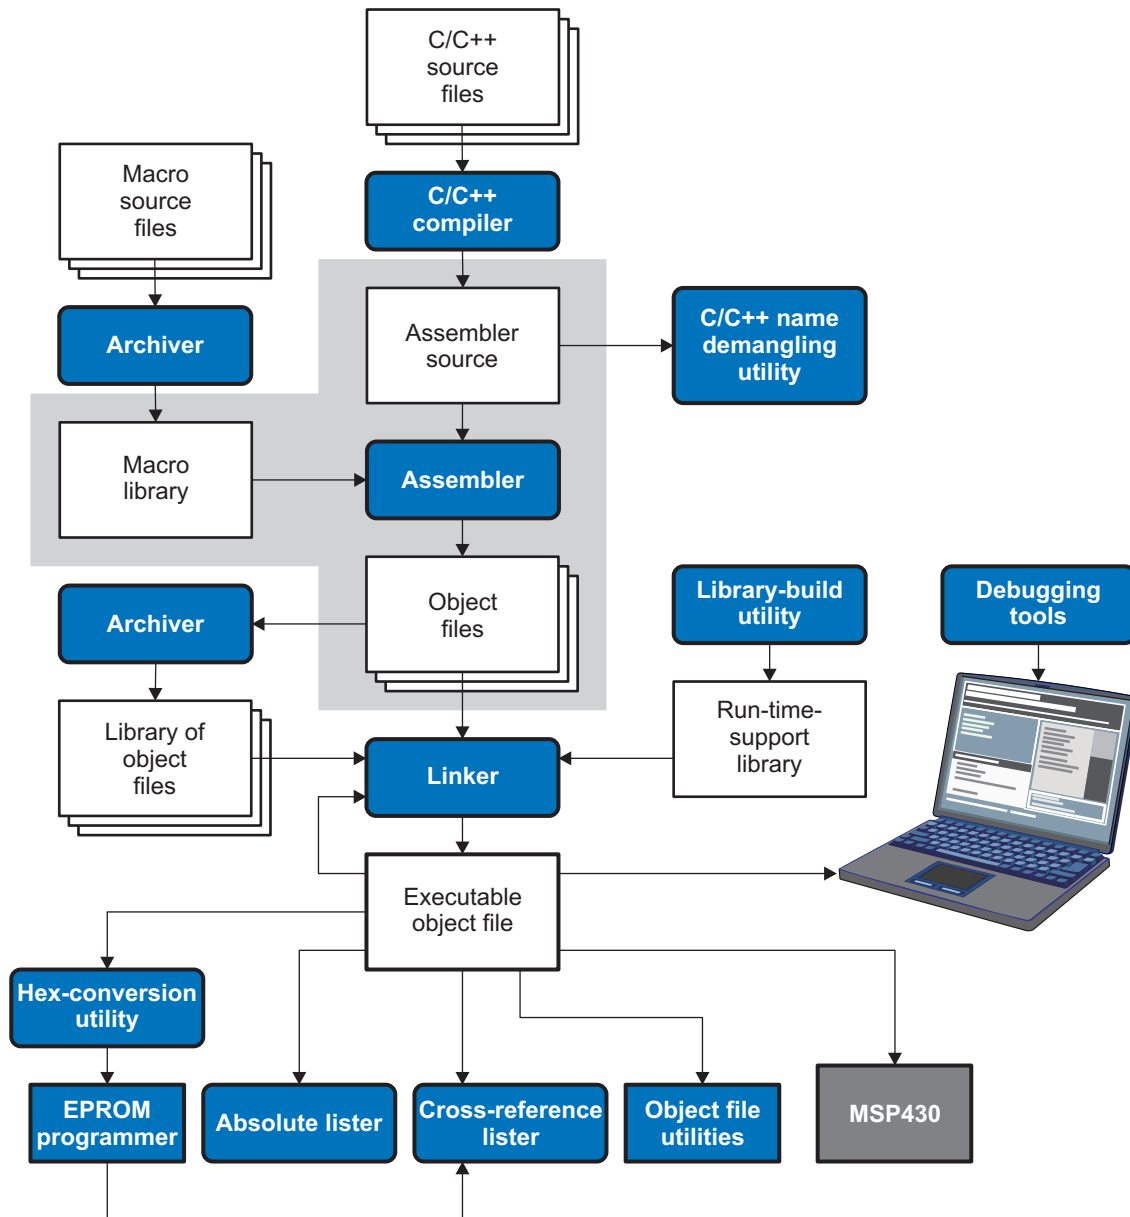 C/C++
source
files
Macro
source
files
C/C++
compiler
Archiver
Assembler
source
C/C++ name
demangling
utility
Macro
library
Assembler
Archiver
Object
files
Library-build
utility
Debugging
tools
Library of
object
files
Linker
Run-time-
support
library
Executable
object file
Hex-conversion
utility
EPROM
programmer
Absolute lister
Cross-reference
lister
Object file
utilities
MSP430